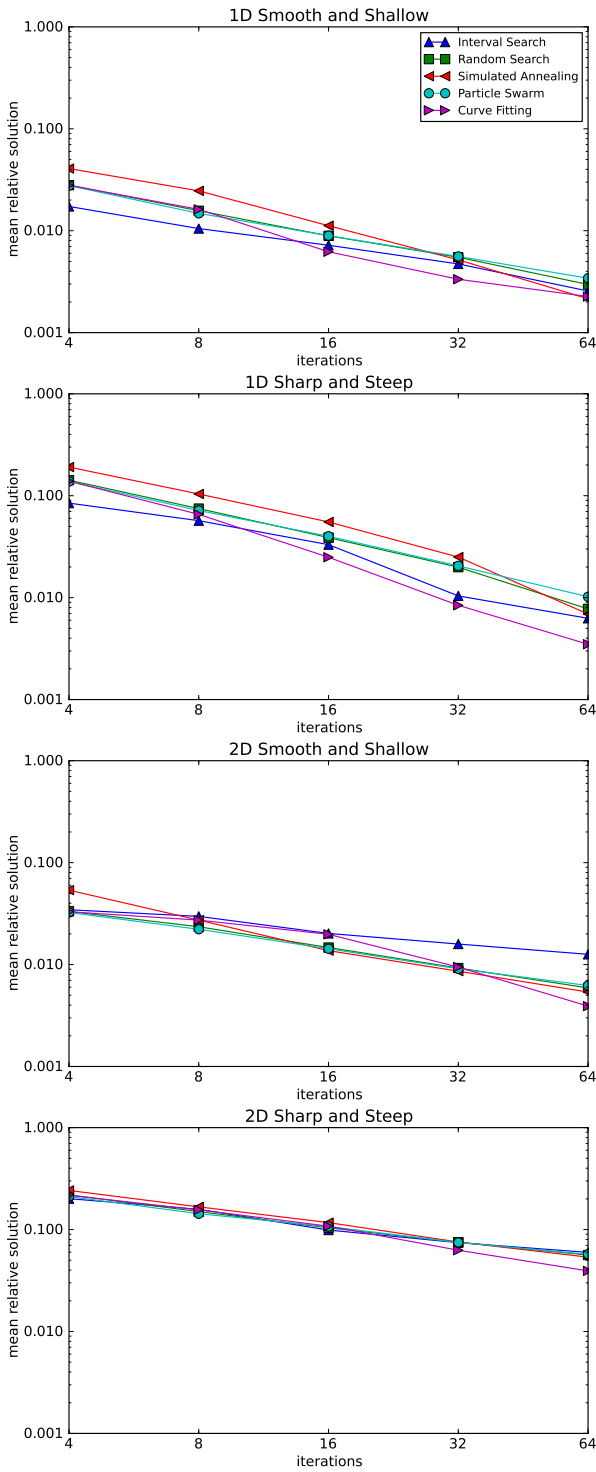 1D Smooth and Shallow
1.000
0.100
0.010
0.001
mean relative solution
Interval Search
Random Search
Simulated Annealing
Particle Swarm
Curve Fitting
4 8 16 32 64
iterations
1D Sharp and Steep
1.000
0.100
0.010
0.001
mean relative solution
4 8 16 32 64
iterations
2D Smooth and Shallow
1.000
0.100
0.010
0.001
mean relative solution
4 8 16 32 64
iterations
2D Sharp and Steep
1.000
0.100
0.010
0.001
mean relative solution
4 8 16 32 64
iterations